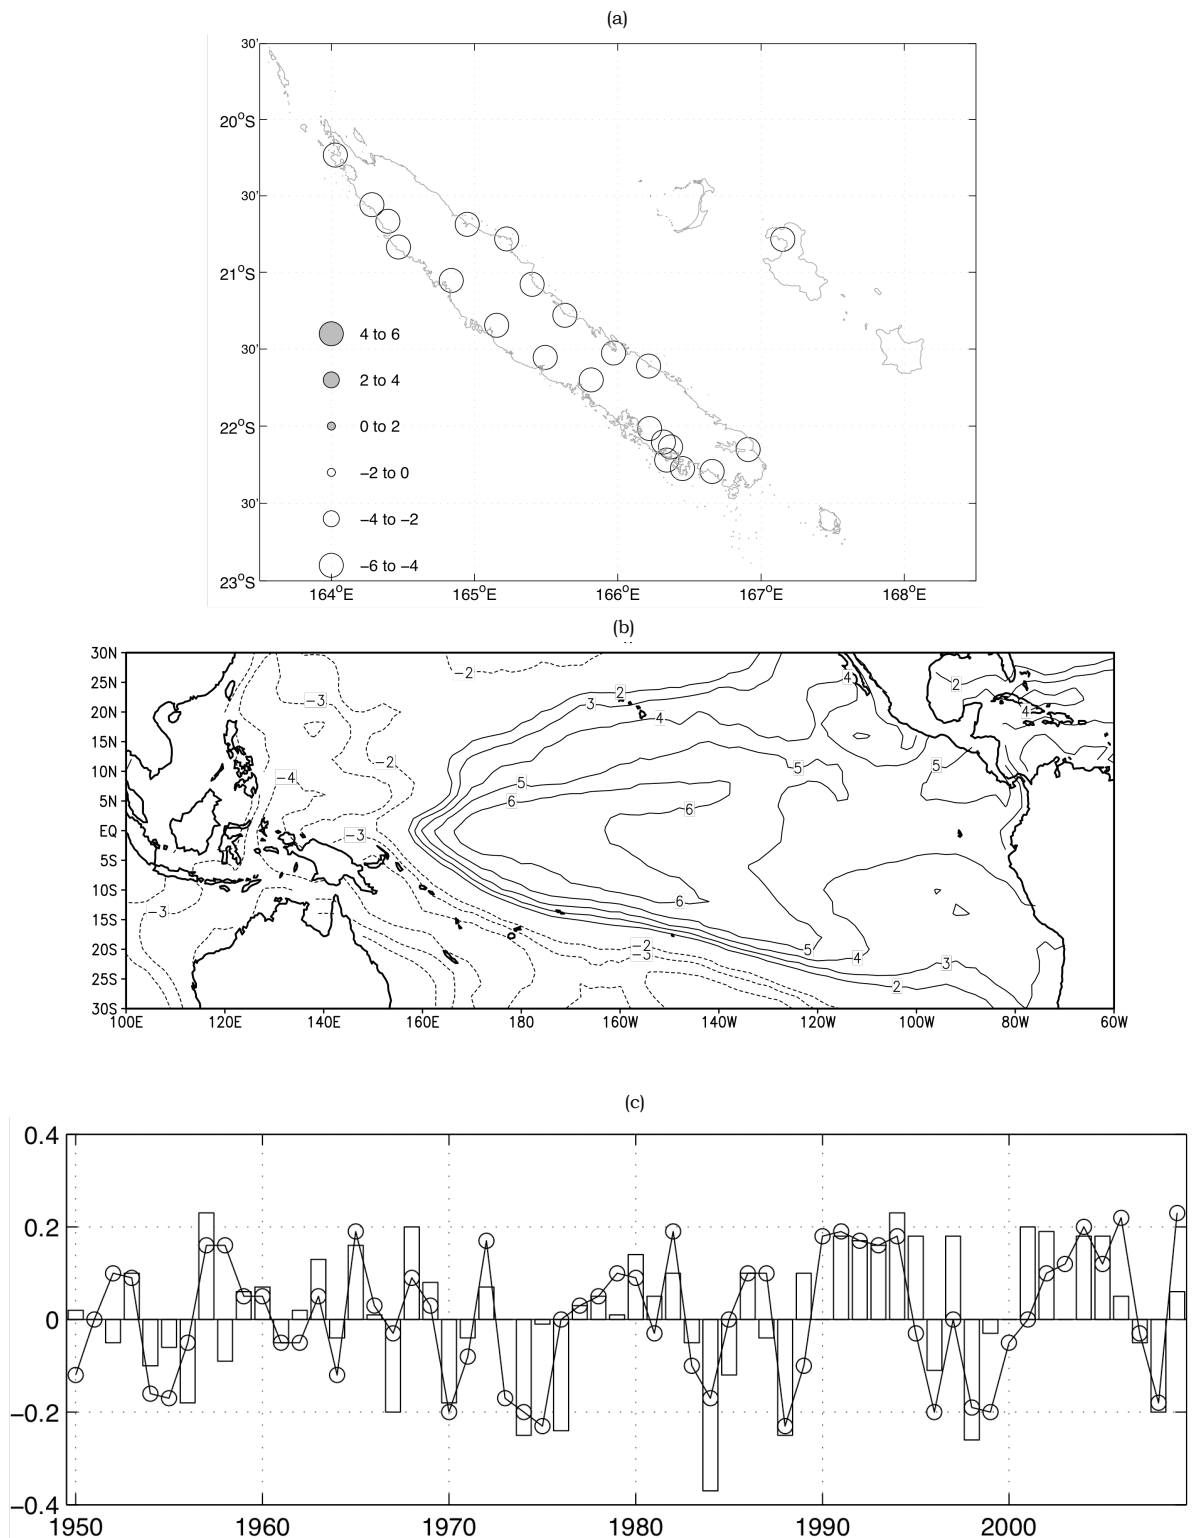 (a)
30'
20°S
30'
21°S
30'
22°S
30'
23°S
4 to 6
2 to 4
0 to 2
−2 to 0
−4 to −2
−6 to −4
164°E 165°E 166°E 167°E 168°E
(b)
30N
25N
20N
15N
10N
5N
EQ
5S
10S
15S
20S
25S
30S
−2
−3
2
3
4
4
2
4
−2
−4
5
5
5
6
6
−3
−3
6
−2
−3
5
4
3
2
100E 120E 140E 160E 180 160W 140W 120W 100W 80W 60W
(c)
0.4
0.2
0
−0.2
−0.4
1950 1960 1970 1980 1990 2000